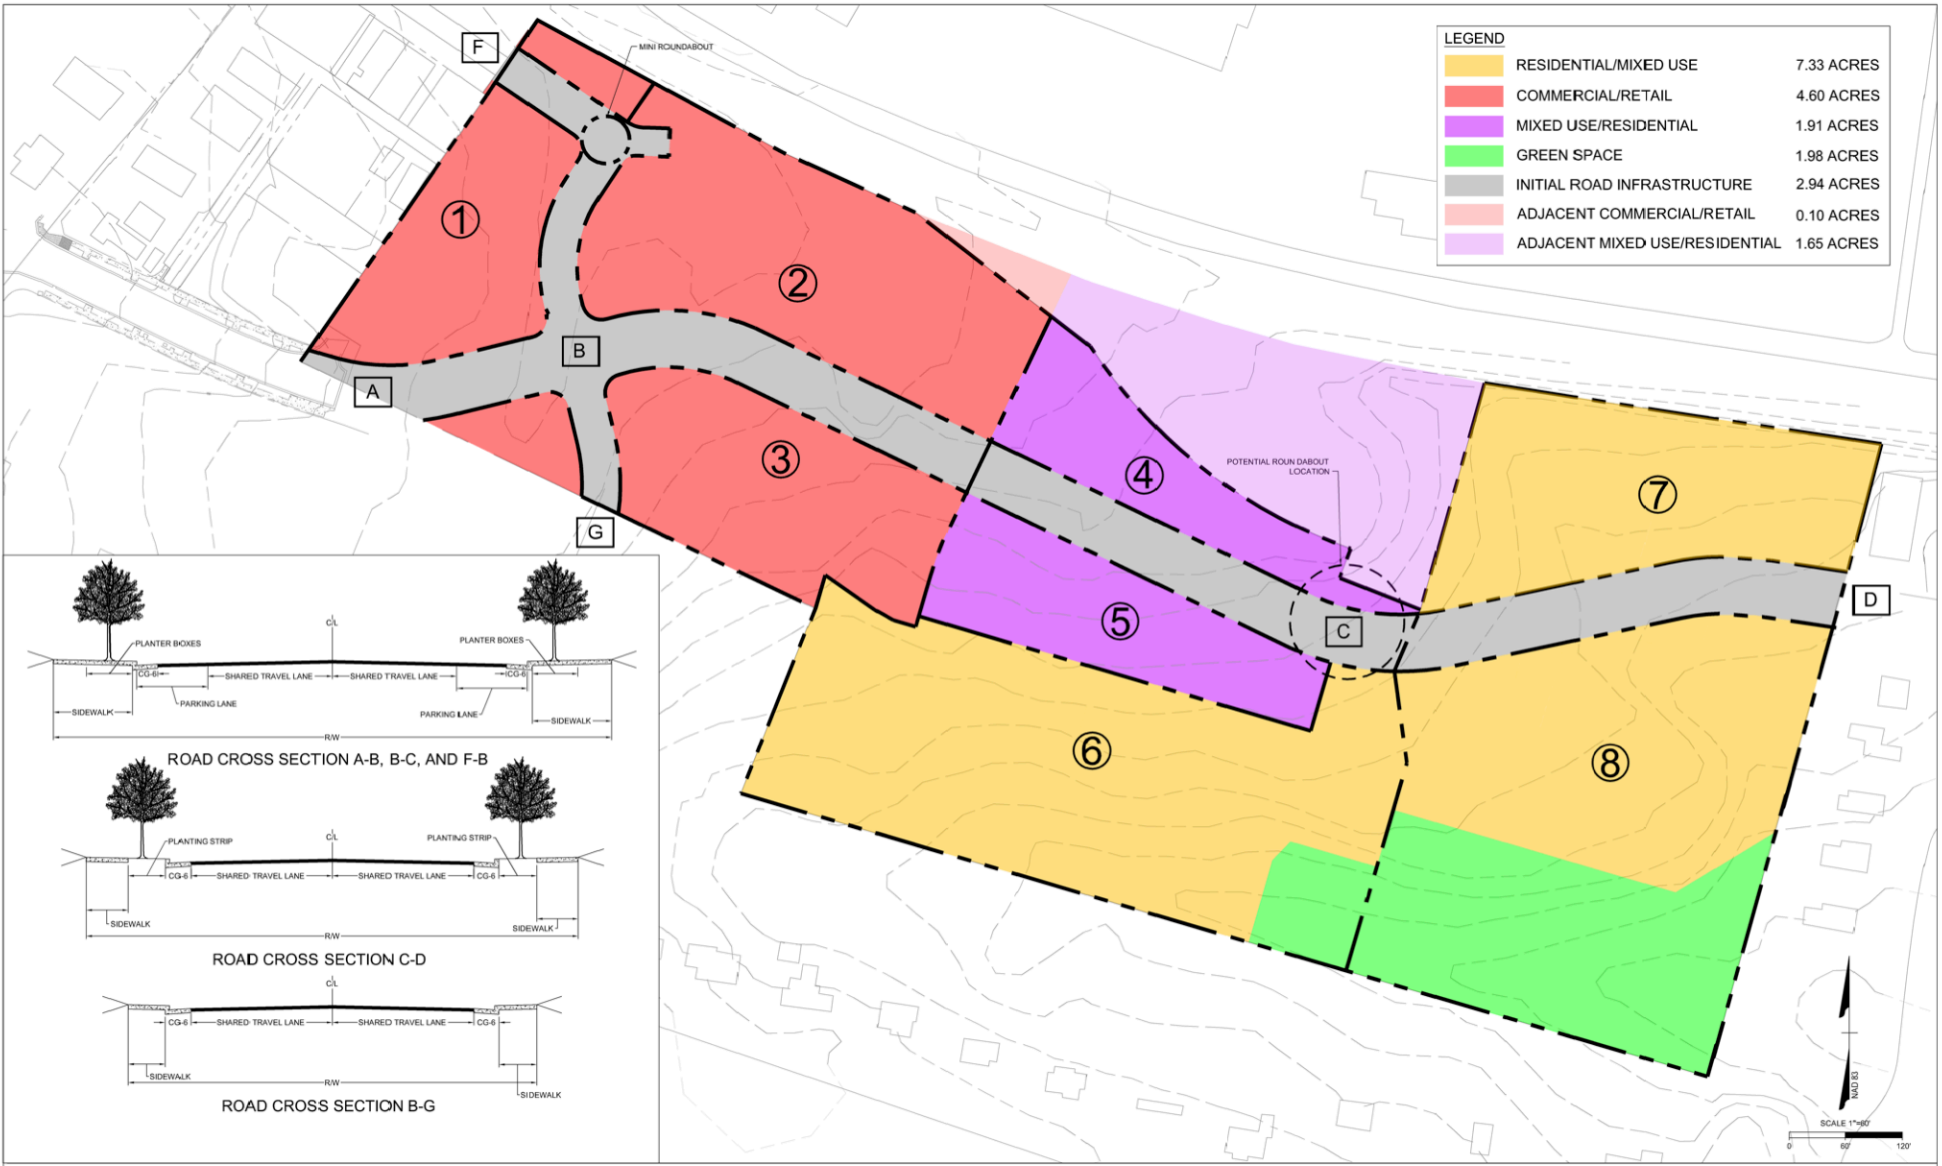 F
MINI ROUNDABOUT
LEGEND
RESIDENTIAL/MIXED USE 7.33 ACRES
COMMERCIAL/RETAIL 4.60 ACRES
MIXED USE/RESIDENTIAL 1.91 ACRES
GREEN SPACE 1.98 ACRES
INITIAL ROAD INFRASTRUCTURE 2.94 ACRES
ADJACENT COMMERCIAL/RETAIL 0.10 ACRES
ADJACENT MIXED USE/RESIDENTIAL 1.65 ACRES
1
2
B
A
3
4
POTENTIAL ROUNDABOUT
LOCATION
7
G
5
C
D
6
8
C/L
PLANTER BOXES
PLANTER BOXES
CG-6 SHARED TRAVEL LANE SHARED TRAVEL LANE CG-6
PARKING LANE
PARKING LANE
SIDEWALK
SIDEWALK
R/W
ROAD CROSS SECTION A-B, B-C, AND F-B
C/L
PLANTING STRIP
PLANTING STRIP
CG-6 SHARED TRAVEL LANE SHARED TRAVEL LANE CG-6
SIDEWALK
SIDEWALK
R/W
ROAD CROSS SECTION C-D
C/L
CG-6 SHARED TRAVEL LANE SHARED TRAVEL LANE CG-6
SIDEWALK
R/W
SIDEWALK
ROAD CROSS SECTION B-G
NAD 83
SCALE 1"=60'
0 60' 120'